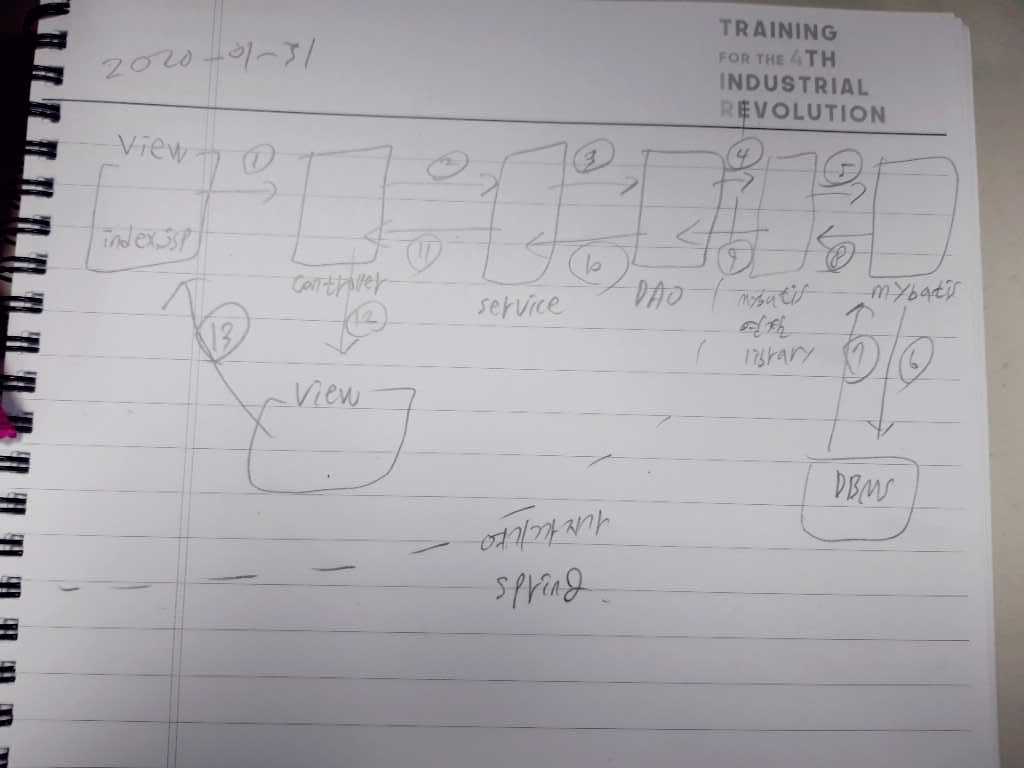 TRAINING
FOR THE 4TH
INDUSTRIAL
REVOLUTION
2020-01-31
View
index.jsp
①
②
③
④
⑤
⑪
⑩
⑨
⑧
controller
service
DAO
mybatis
연관
library
mybatis
⑫
⑬
⑦
⑥
View
DBMS
여기까지가
spring